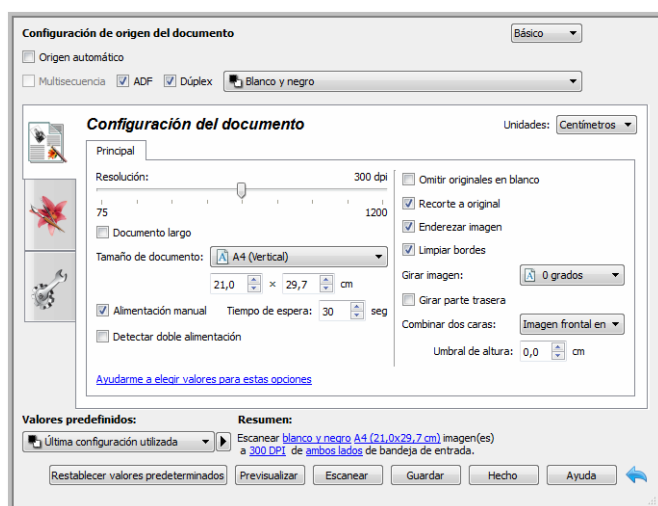 Configuración de origen del documento
Básico
Origen automático
Multisecuencia ADF Dúplex Blanco y negro
Configuración del documento
Unidades: Centímetros
Principal
Resolución: 300 dpi
75 1200
Documento largo
Tamaño de documento: A4 (Vertical)
21,0 × 29,7 cm
Alimentación manual Tiempo de espera: 30 seg
Detectar doble alimentación
Ayudarme a elegir valores para estas opciones
Omitir originales en blanco
Recorte a original
Enderezar imagen
Limpiar bordes
Girar imagen: 0 grados
Girar parte trasera
Combinar dos caras: Imagen frontal en
Umbral de altura: 0,0 cm
Valores predefinidos:
Última configuración utilizada
Resumen:
Escanear blanco y negro A4 (21,0x29,7 cm) imagen(es)
a 300 DPI de ambos lados de bandeja de entrada.
Restablecer valores predeterminados Previsualizar Escanear Guardar Hecho Ayuda